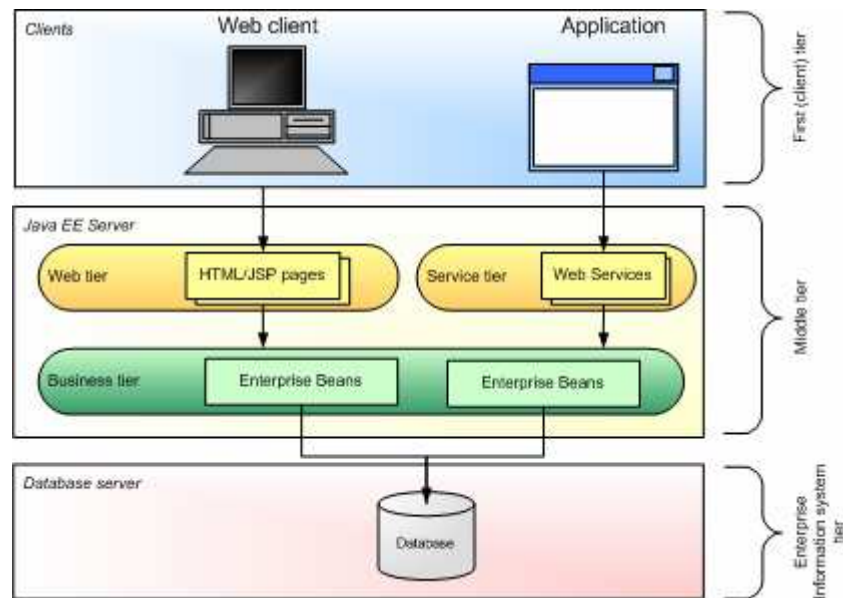 Clients
Web client
Application
First (client) tier
Java EE Server
Web tier
HTML/JSP pages
Service tier
Web Services
Middle tier
Business tier
Enterprise Beans
Enterprise Beans
Database server
Database
Enterprise
Information system
tier